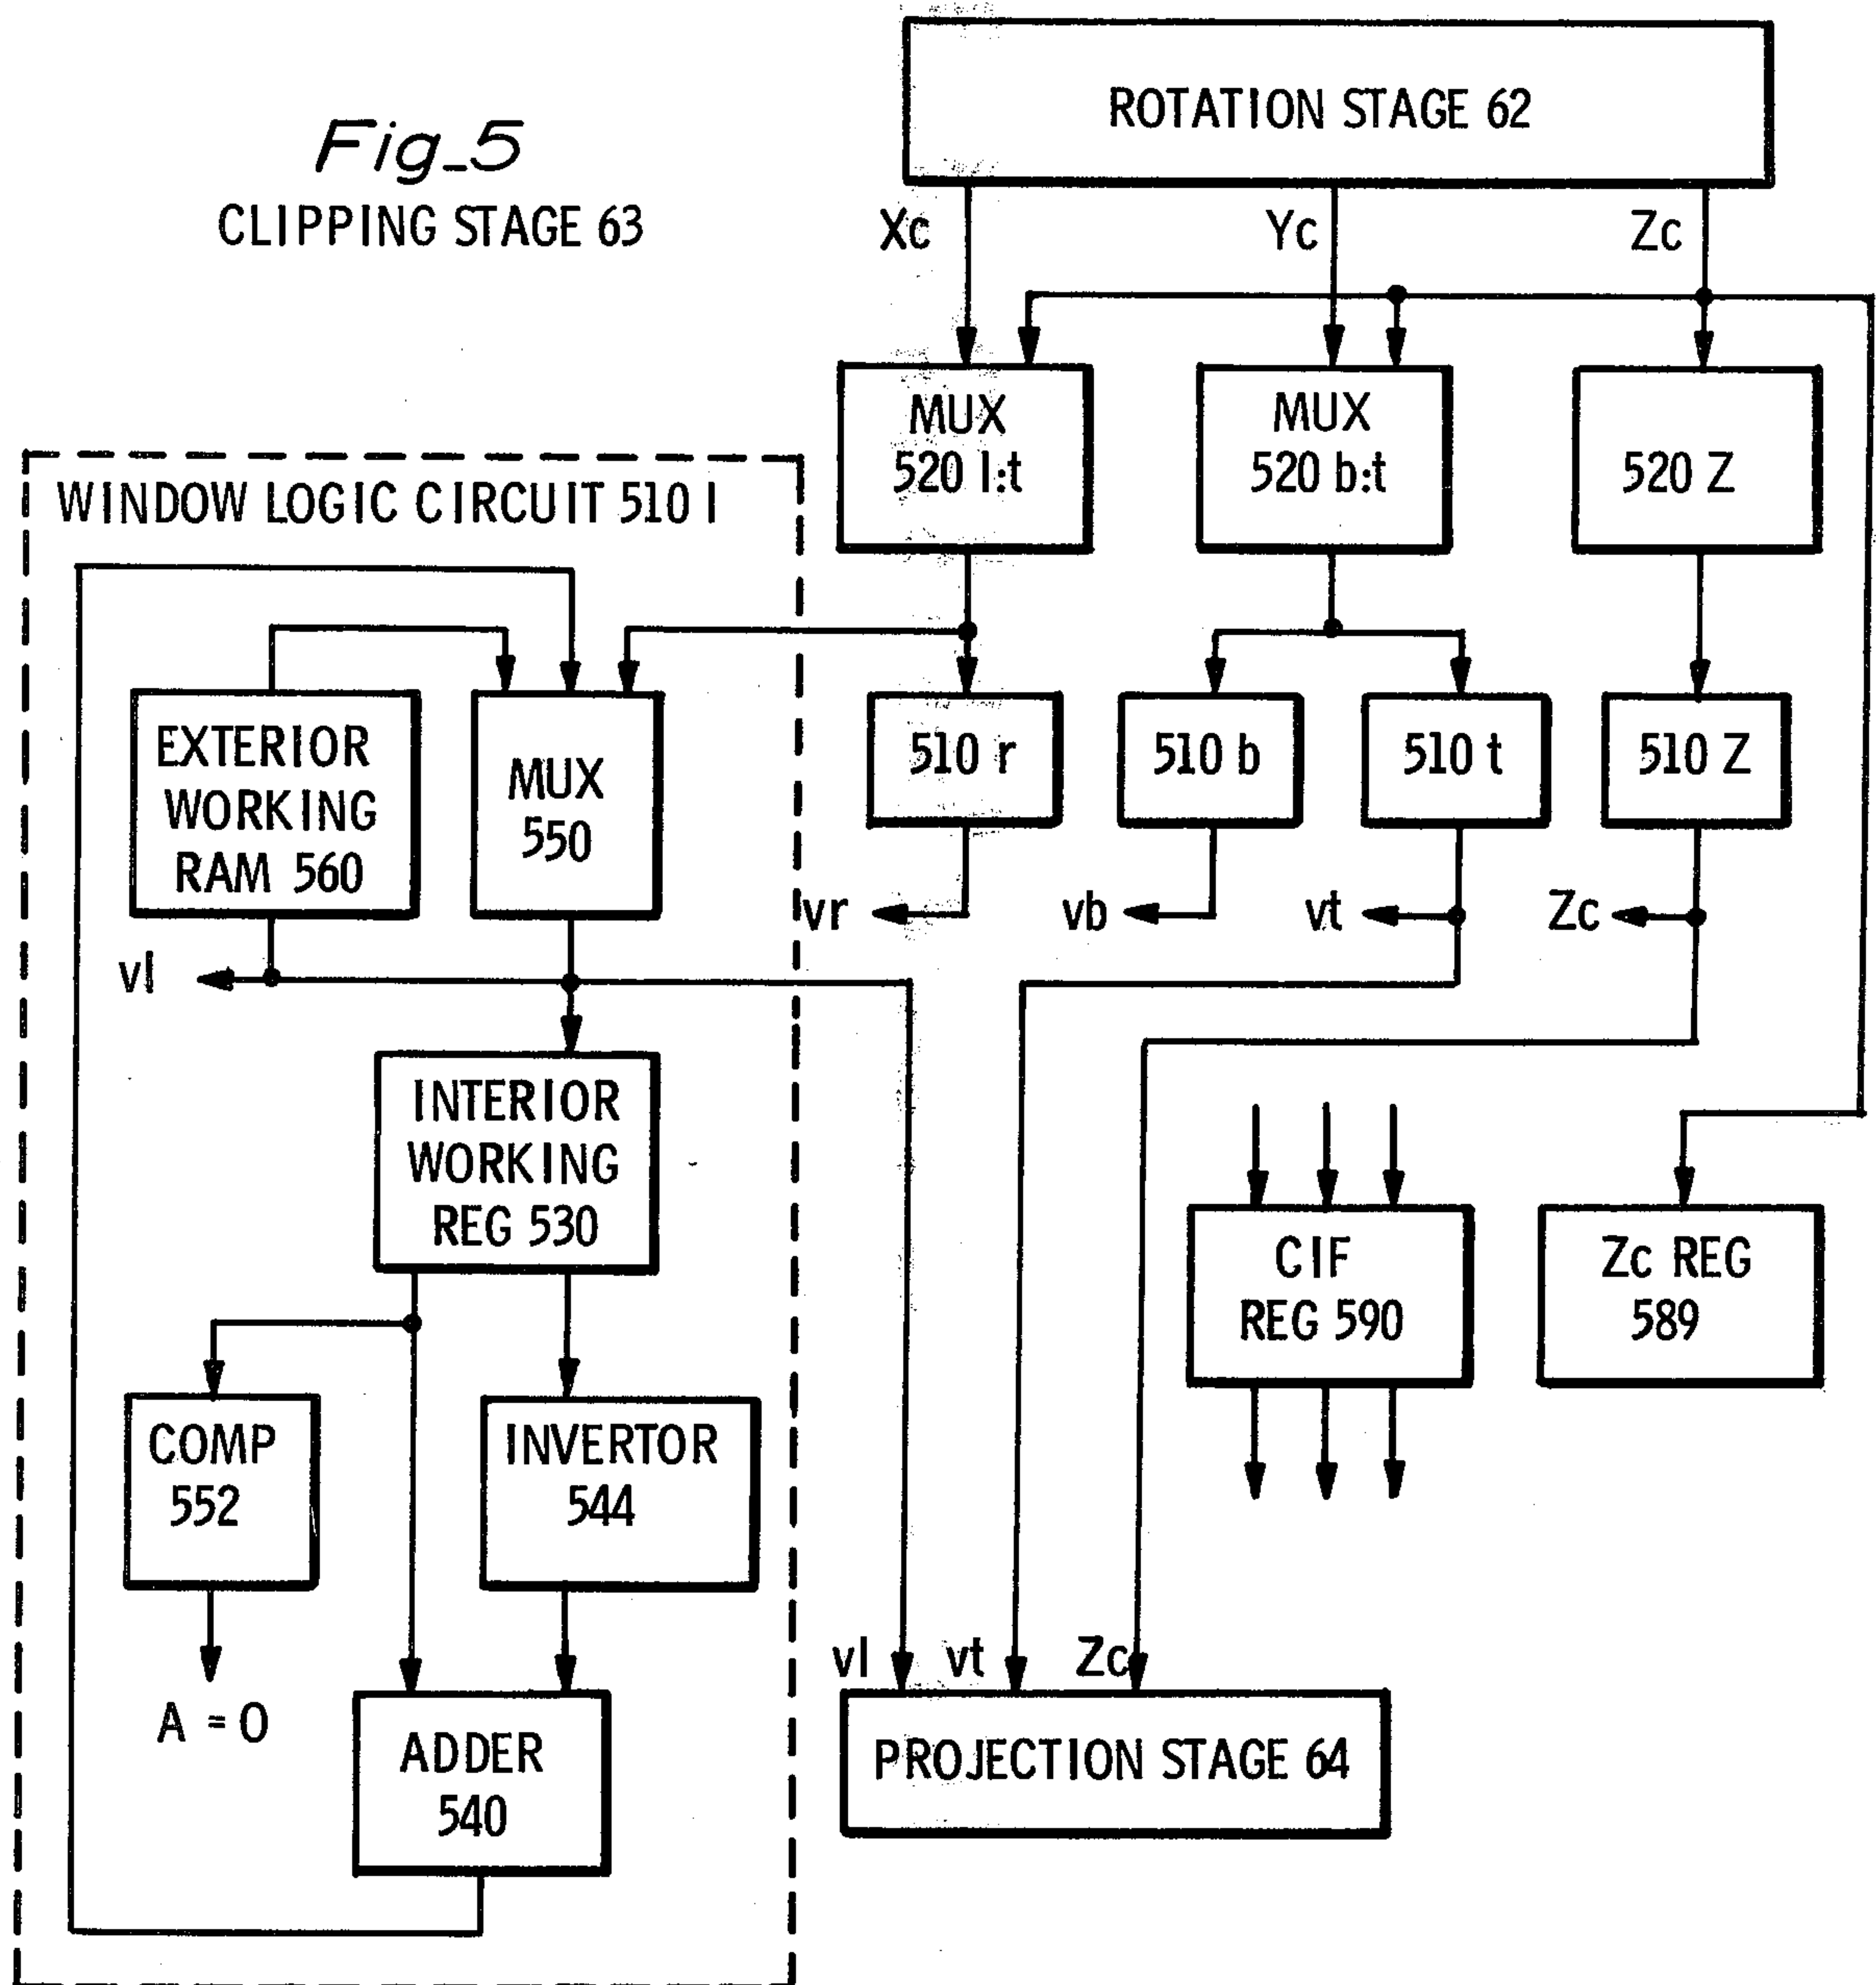 Fig_5
CLIPPING STAGE 63
ROTATION STAGE 62
Xc
Yc
Zc
MUX
520 l:t
MUX
520 b:t
520 Z
WINDOW LOGIC CIRCUIT 510 l
EXTERIOR
WORKING
RAM 560
MUX
550
510 r
510 b
510 t
510 Z
vr
vb
vt
Zc
vl
INTERIOR
WORKING
REG 530
CIF
REG 590
Zc REG
589
COMP
552
INVERTOR
544
A = 0
ADDER
540
vl
vt
Zc
PROJECTION STAGE 64